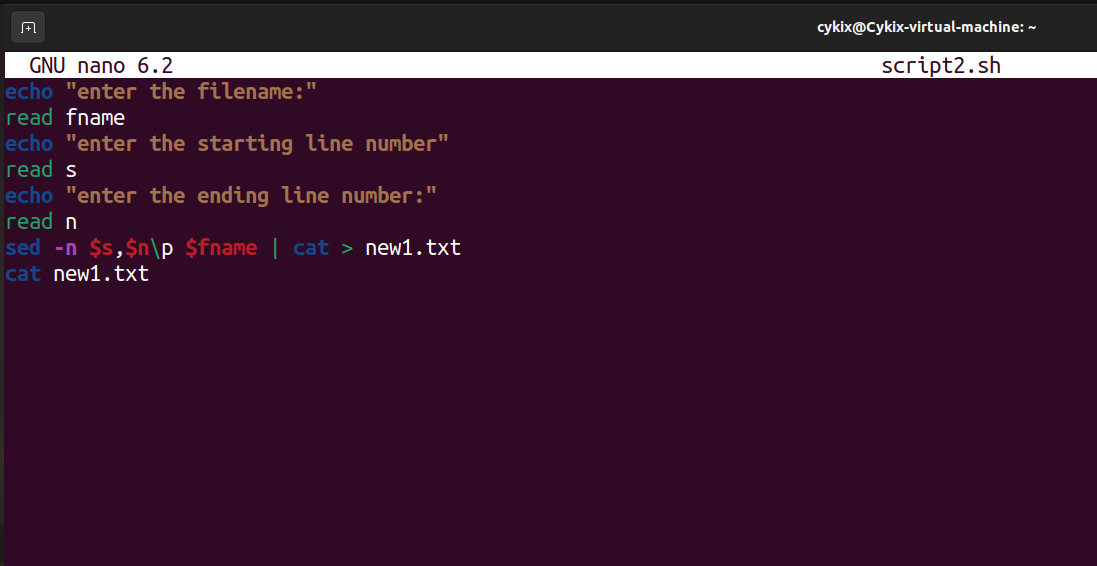 cykix@Cykix-virtual-machine: ~
GNU nano 6.2 script2.sh
echo "enter the filename:"
read fname
echo "enter the starting line number"
read s
echo "enter the ending line number:"
read n
sed -n $s,$n\p $fname | cat > new1.txt
cat new1.txt